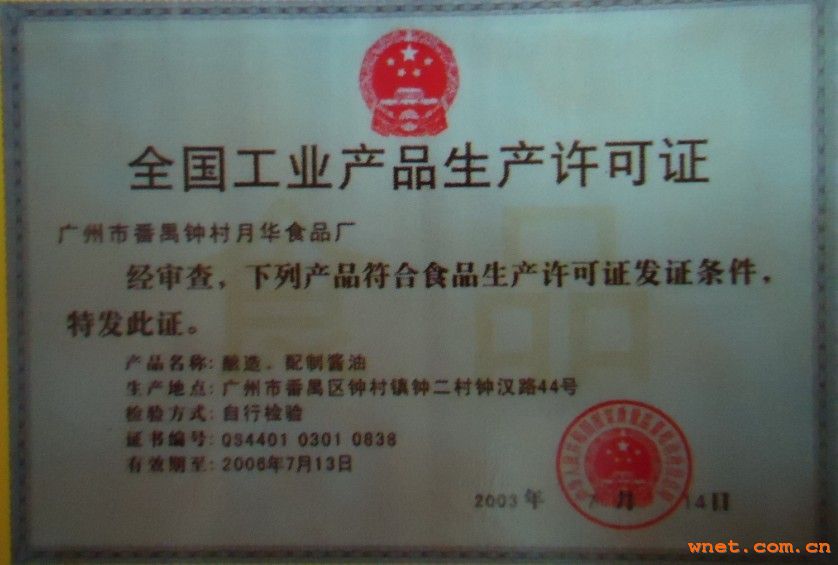 全国工业产品生产许可证
广州市番禺钟村月华食品厂
经审查，下列产品符合食品生产许可证发证条件，
特发此证。
产品名称：酿造、配制酱油
生产地点：广州市番禺区钟村镇钟二村钟汉路44号
检验方式：自行检验
证书编号：QS4401 0301 0838
有效期至：2006年7月13日
2003 年 7 月 14日
wnet.com.cn